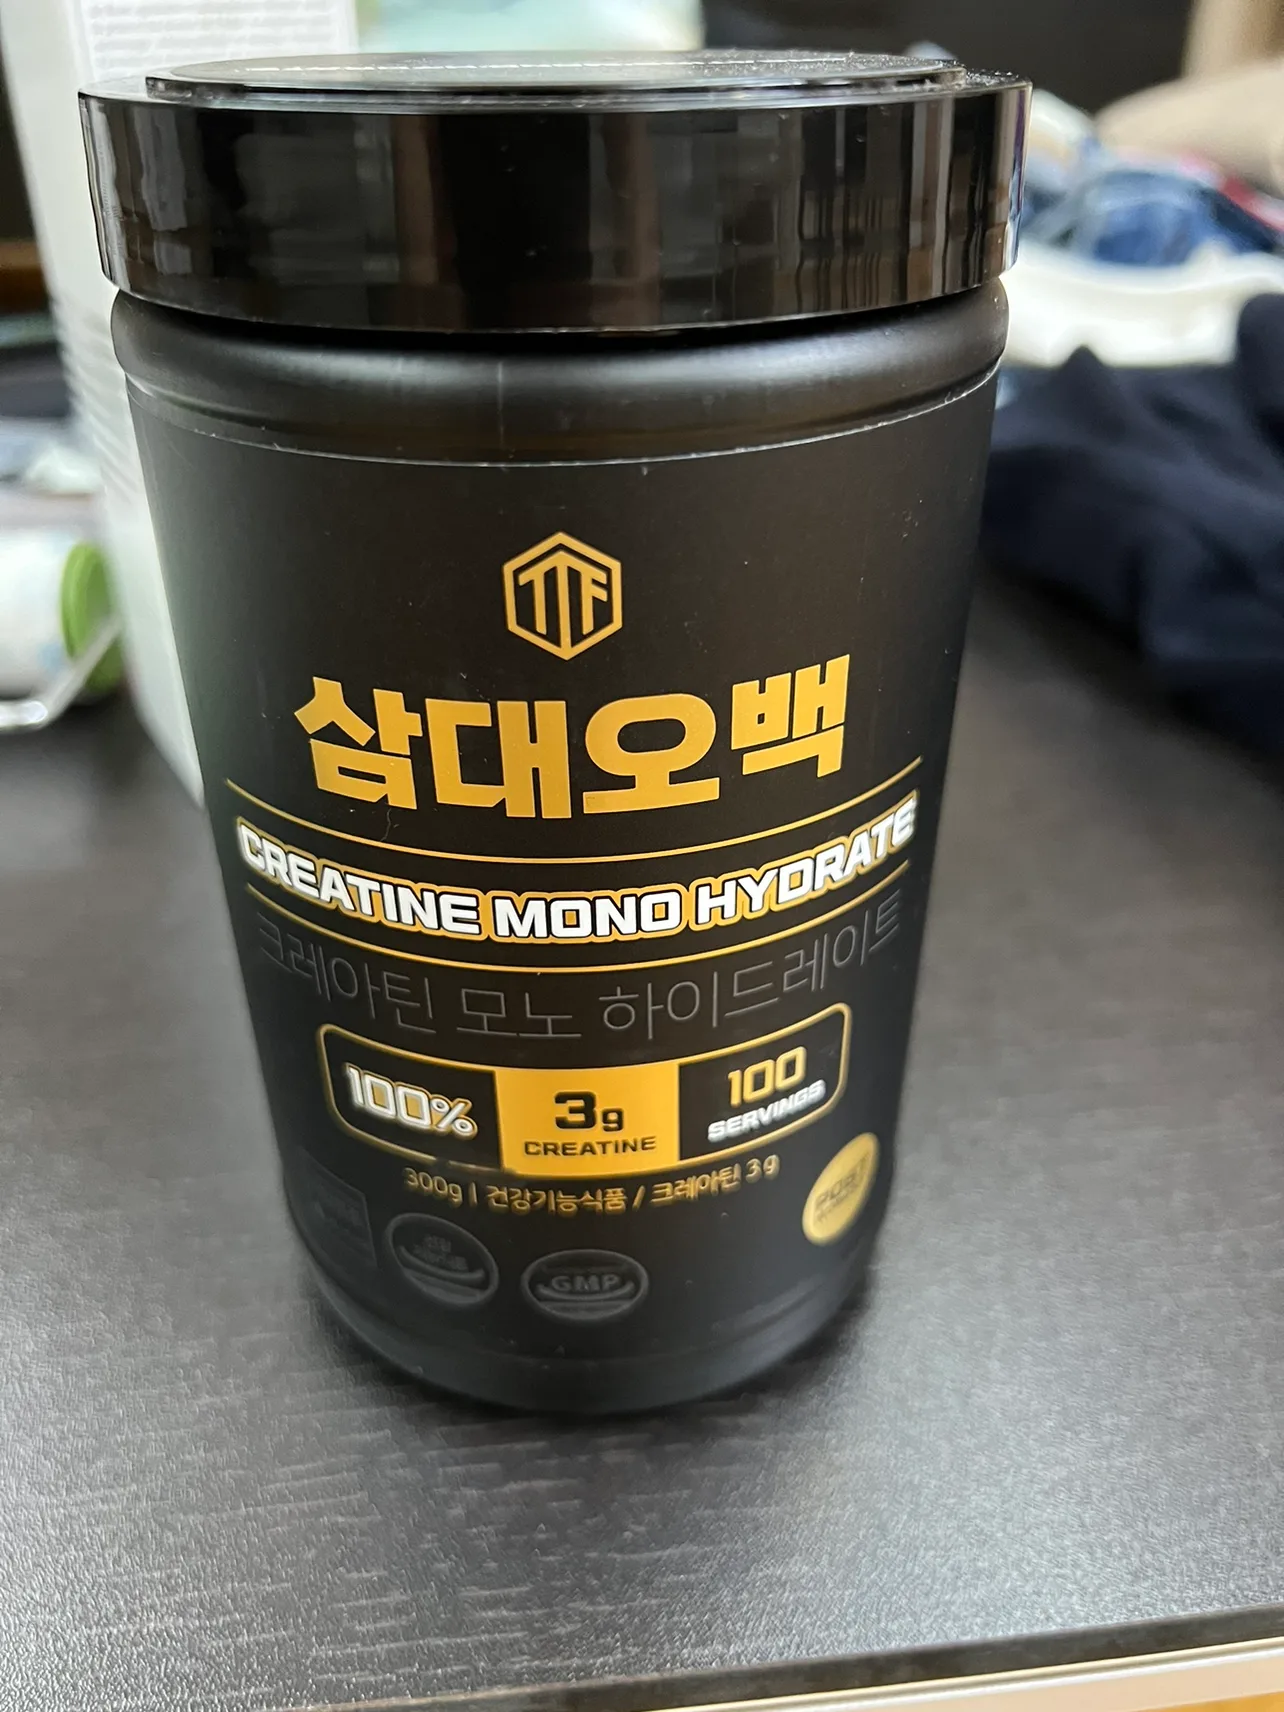 TTF
삼대오백
CREATINE MONO HYDRATE
크레아틴 모노 하이드레이트
100%
3g
CREATINE
100
SERVINGS
300g | 건강기능식품 / 크레아틴 3g
GMP